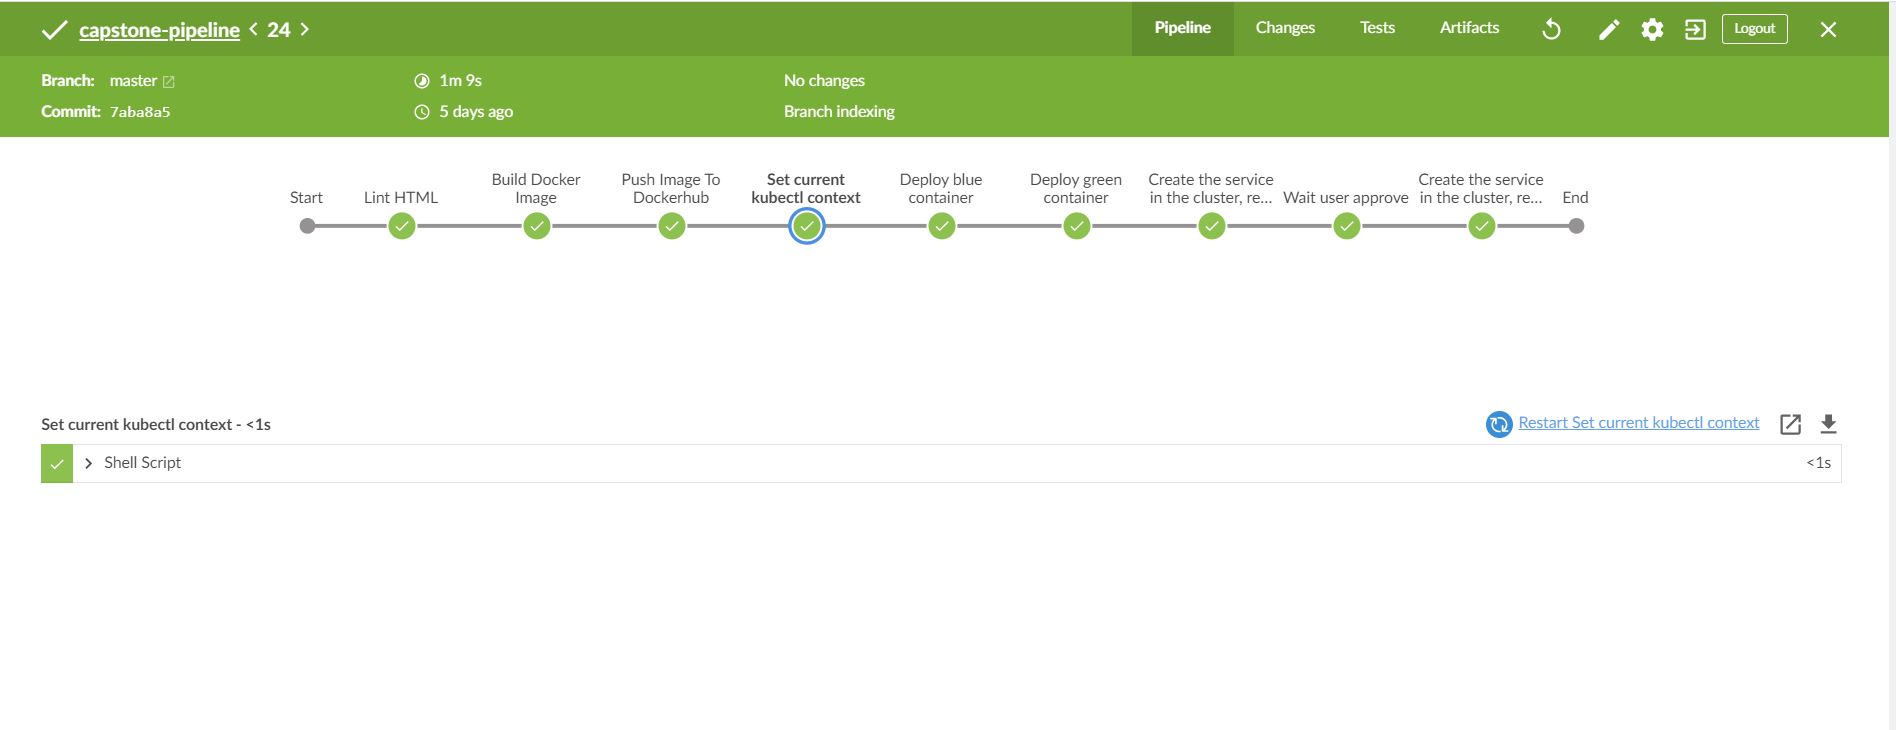 capstone-pipeline < 24 >
Pipeline Changes Tests Artifacts Logout
Branch: master 1m 9s No changes
Commit: 7aba8a5 5 days ago Branch indexing
Start
Lint HTML
Build Docker
Image
Push Image To
Dockerhub
Set current
kubectl context
Deploy blue
container
Deploy green
container
Create the service
in the cluster, re...
Wait user approve
Create the service
in the cluster, re...
End
Set current kubectl context - <1s
Restart Set current kubectl context
Shell Script <1s